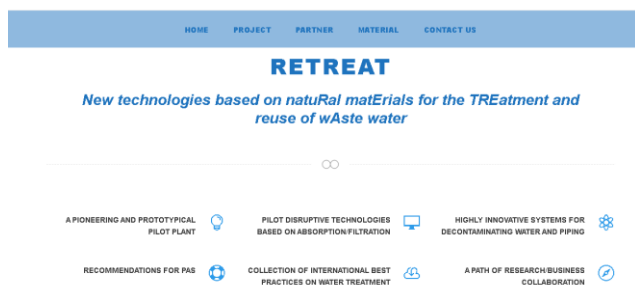 HOME PROJECT PARTNER MATERIAL CONTACT US
RETREAT
New technologies based on natuRal matErials for the TREatment and
reuse of wAste water
A PIONEERING AND PROTOTYPICAL
PILOT PLANT
PILOT DISRUPTIVE TECHNOLOGIES
BASED ON ABSORPTION/FILTRATION
HIGHLY INNOVATIVE SYSTEMS FOR
DECONTAMINATING WATER AND PIPING
RECOMMENDATIONS FOR PAS
COLLECTION OF INTERNATIONAL BEST
PRACTICES ON WATER TREATMENT
A PATH OF RESEARCH/BUSINESS
COLLABORATION